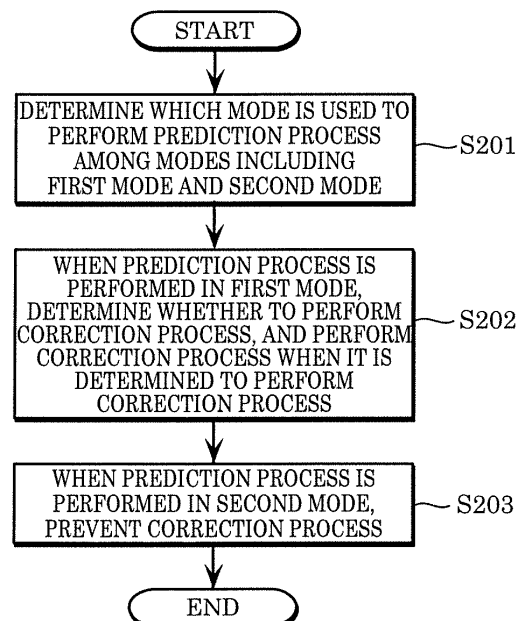 START
DETERMINE WHICH MODE IS USED TO
PERFORM PREDICTION PROCESS
AMONG MODES INCLUDING
FIRST MODE AND SECOND MODE
S201
WHEN PREDICTION PROCESS IS
PERFORMED IN FIRST MODE,
DETERMINE WHETHER TO PERFORM
CORRECTION PROCESS, AND PERFORM
CORRECTION PROCESS WHEN IT IS
DETERMINED TO PERFORM
CORRECTION PROCESS
S202
WHEN PREDICTION PROCESS IS
PERFORMED IN SECOND MODE,
PREVENT CORRECTION PROCESS
S203
END